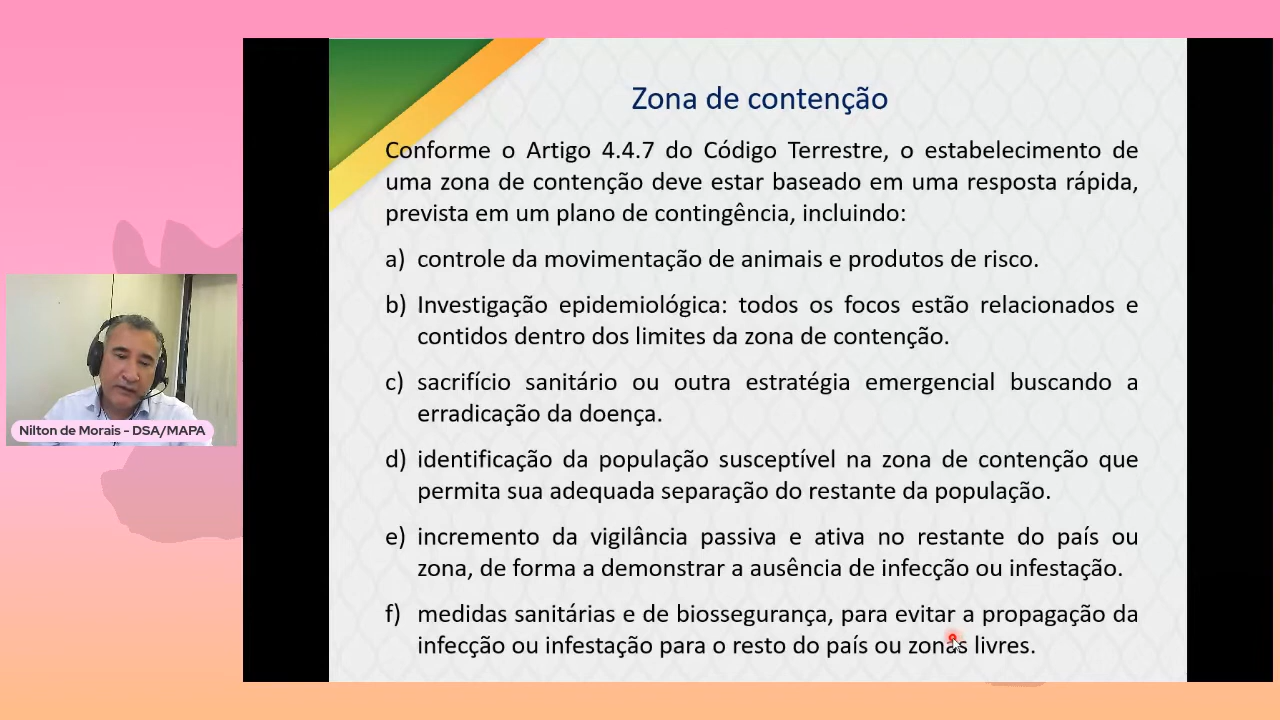 Zona de contenção
Conforme o Artigo 4.4.7 do Código Terrestre, o estabelecimento de
uma zona de contenção deve estar baseado em uma resposta rápida,
prevista em um plano de contingência, incluindo:
a) controle da movimentação de animais e produtos de risco.
b) Investigação epidemiológica: todos os focos estão relacionados e
contidos dentro dos limites da zona de contenção.
c) sacrifício sanitário ou outra estratégia emergencial buscando a
erradicação da doença.
d) identificação da população susceptível na zona de contenção que
permita sua adequada separação do restante da população.
e) incremento da vigilância passiva e ativa no restante do país ou
zona, de forma a demonstrar a ausência de infecção ou infestação.
f) medidas sanitárias e de biossegurança, para evitar a propagação da
infecção ou infestação para o resto do país ou zonas livres.
Nilton de Morais - DSA/MAPA